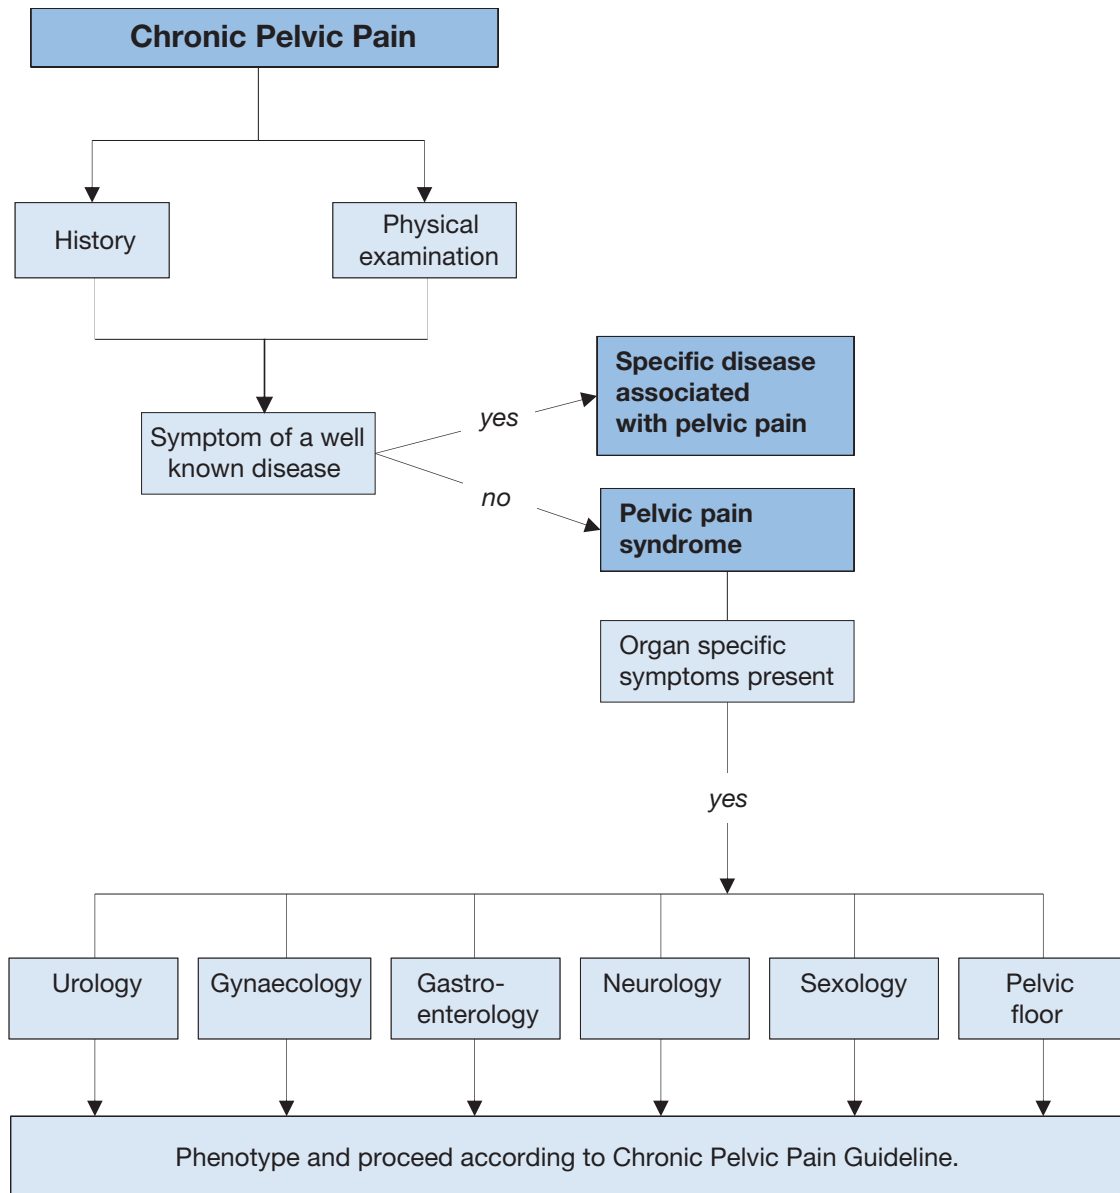 Chronic Pelvic Pain
History
Physical
examination
Symptom of a well
known disease
yes
Specific disease
associated
with pelvic pain
no
Pelvic pain
syndrome
Organ specific
symptoms present
yes
Urology
Gynaecology
Gastro-
enterology
Neurology
Sexology
Pelvic
floor
Phenotype and proceed according to Chronic Pelvic Pain Guideline.